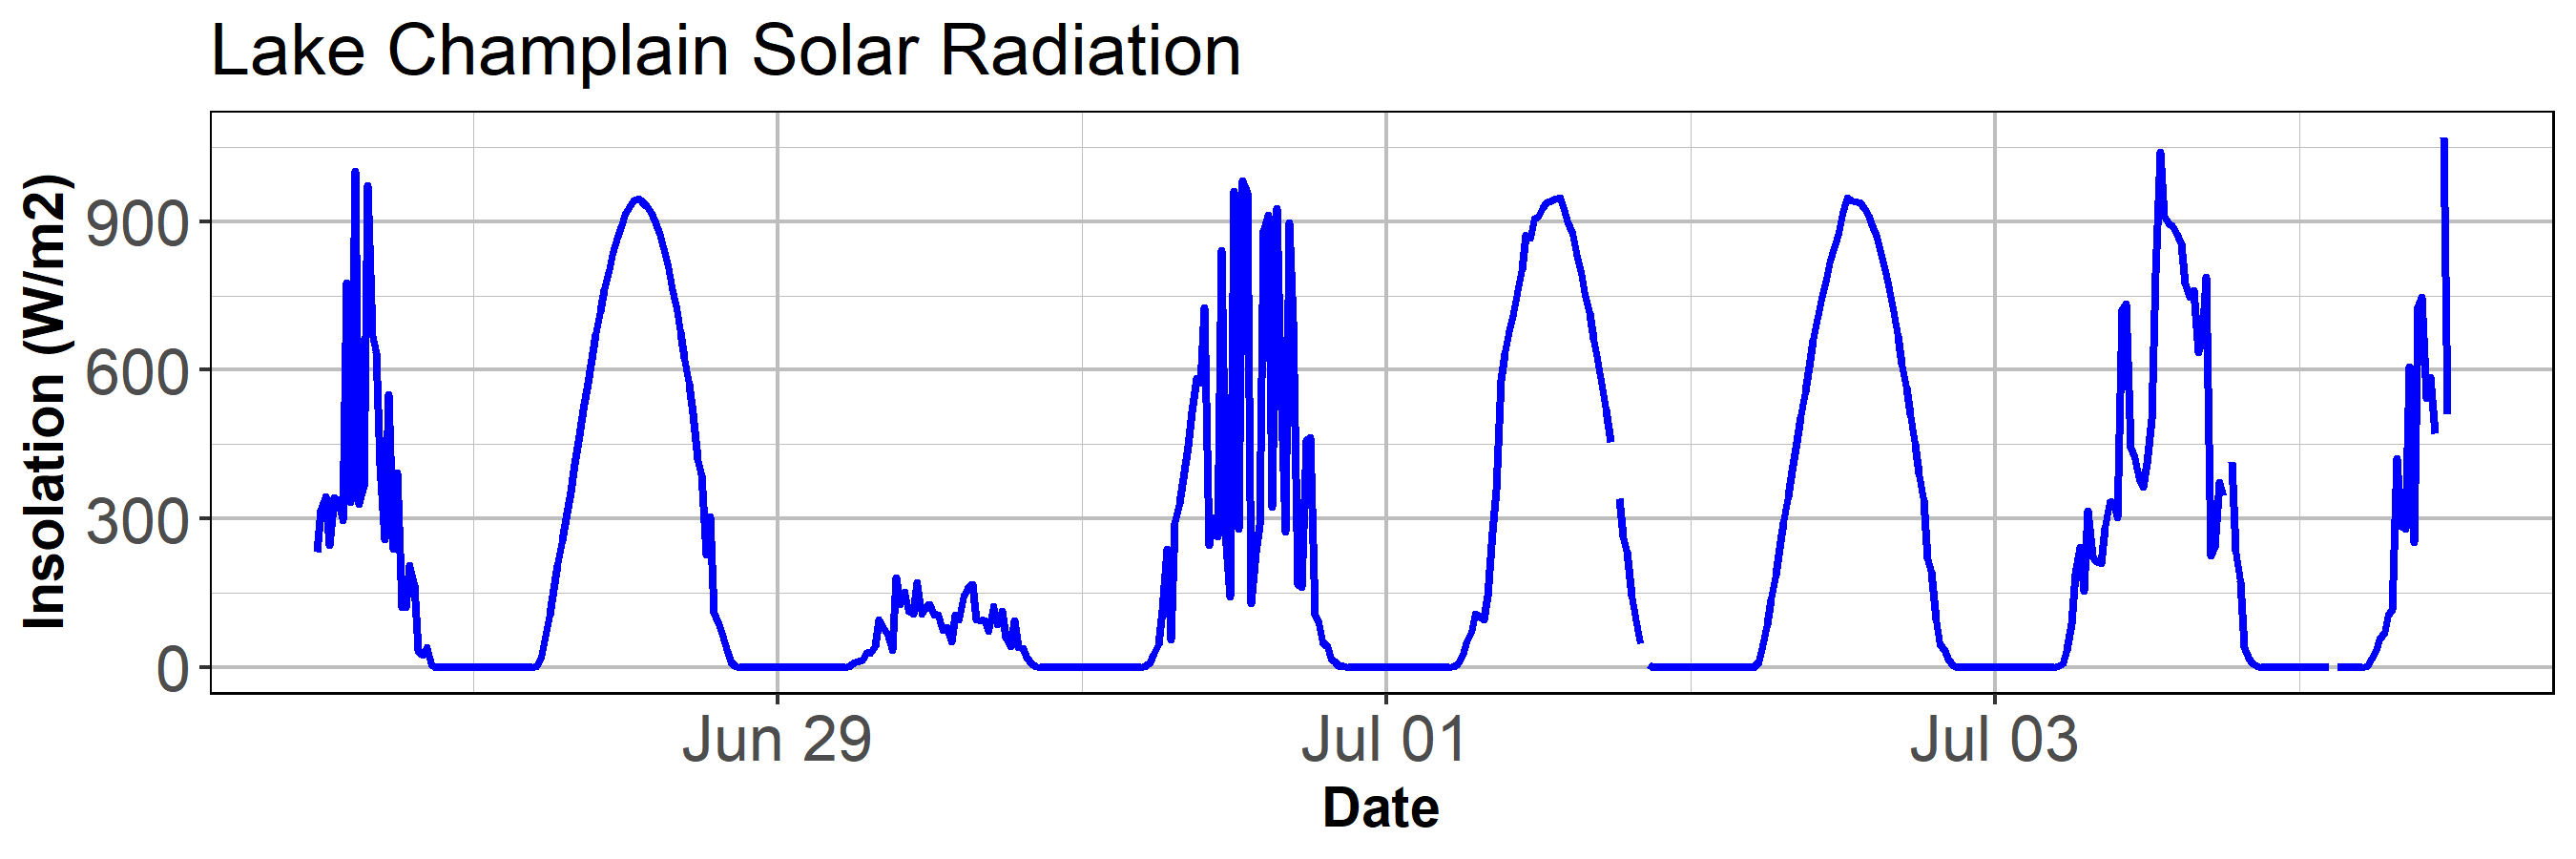 Lake Champlain Solar Radiation
Insolation (W/m2)
900
600
300
0
Jun 29 Jul 01 Jul 03
Date